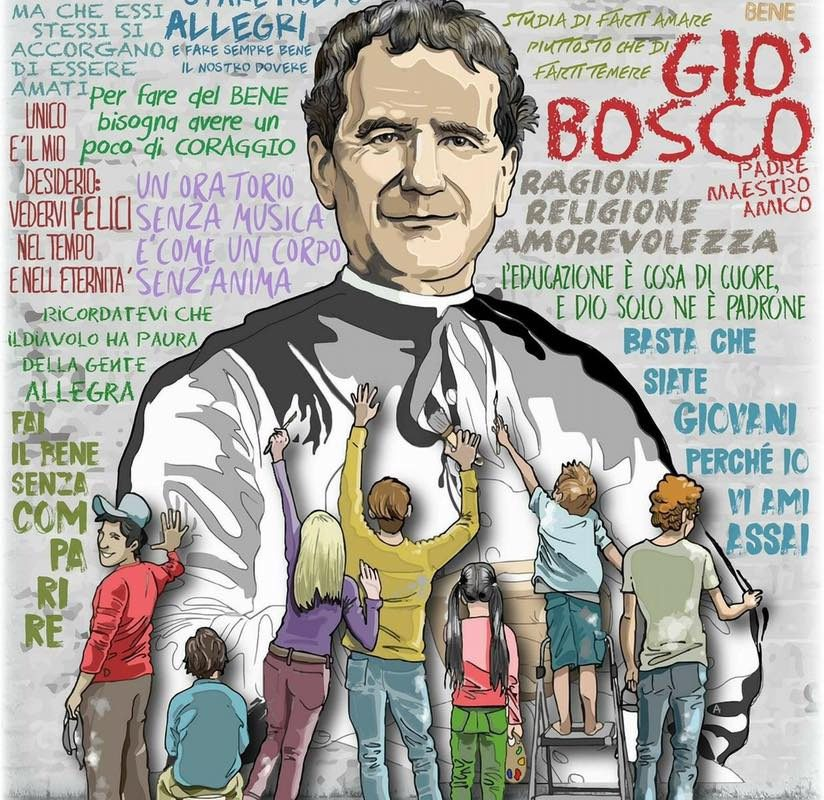 MA CHE ESSI
STESSI SI
ACCORGANO
DI ESSERE
AMATI
ALLEGRI
E FARE SEMPRE BENE
IL NOSTRO DOVERE
Per fare del BENE
bisogna avere un
poco di CORAGGIO
UNICO
E' IL MIO
DESIDERIO:
VEDERVI FELICI
NEL TEMPO
E NELL'ETERNITA'
UN ORATORIO
SENZA MUSICA
E' COME UN CORPO
SENZ'ANIMA
RICORDATEVI CHE
IL DIAVOLO HA PAURA
DELLA GENTE
ALLEGRA
FAI
IL BENE
SENZA
COM
PA
RI
RE
STUDIA DI FARTI AMARE
PIUTTOSTO CHE DI
FARTI TEMERE
BENE
GIO'
BOSCO
PADRE
MAESTRO
AMICO
RAGIONE
RELIGIONE
AMOREVOLEZZA
L'EDUCAZIONE È COSA DI CUORE,
E DIO SOLO NE È PADRONE
BASTA CHE
SIATE
GIOVANI
PERCHÉ IO
VI AMI
ASSAI